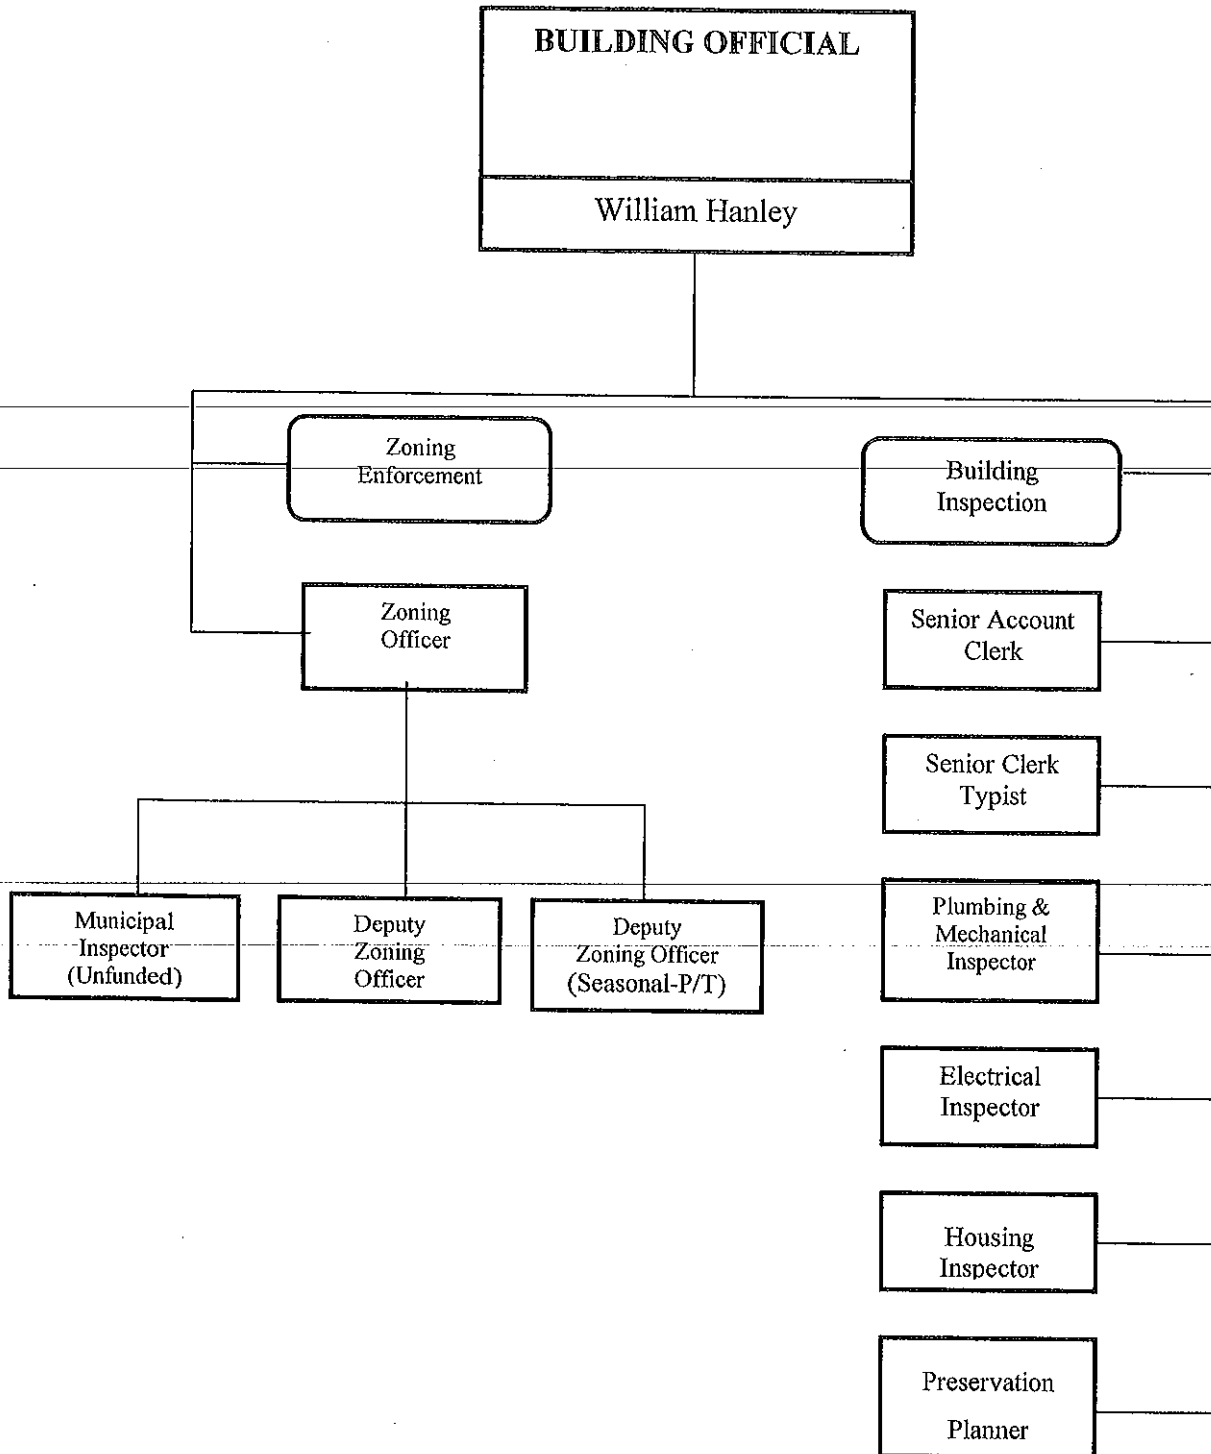 BUILDING OFFICIAL
William Hanley
Zoning
Enforcement
Building
Inspection
Zoning
Officer
Senior Account
Clerk
Senior Clerk
Typist
Municipal
Inspector
(Unfunded)
Deputy
Zoning
Officer
Deputy
Zoning Officer
(Seasonal-P/T)
Plumbing &
Mechanical
Inspector
Electrical
Inspector
Housing
Inspector
Preservation
Planner